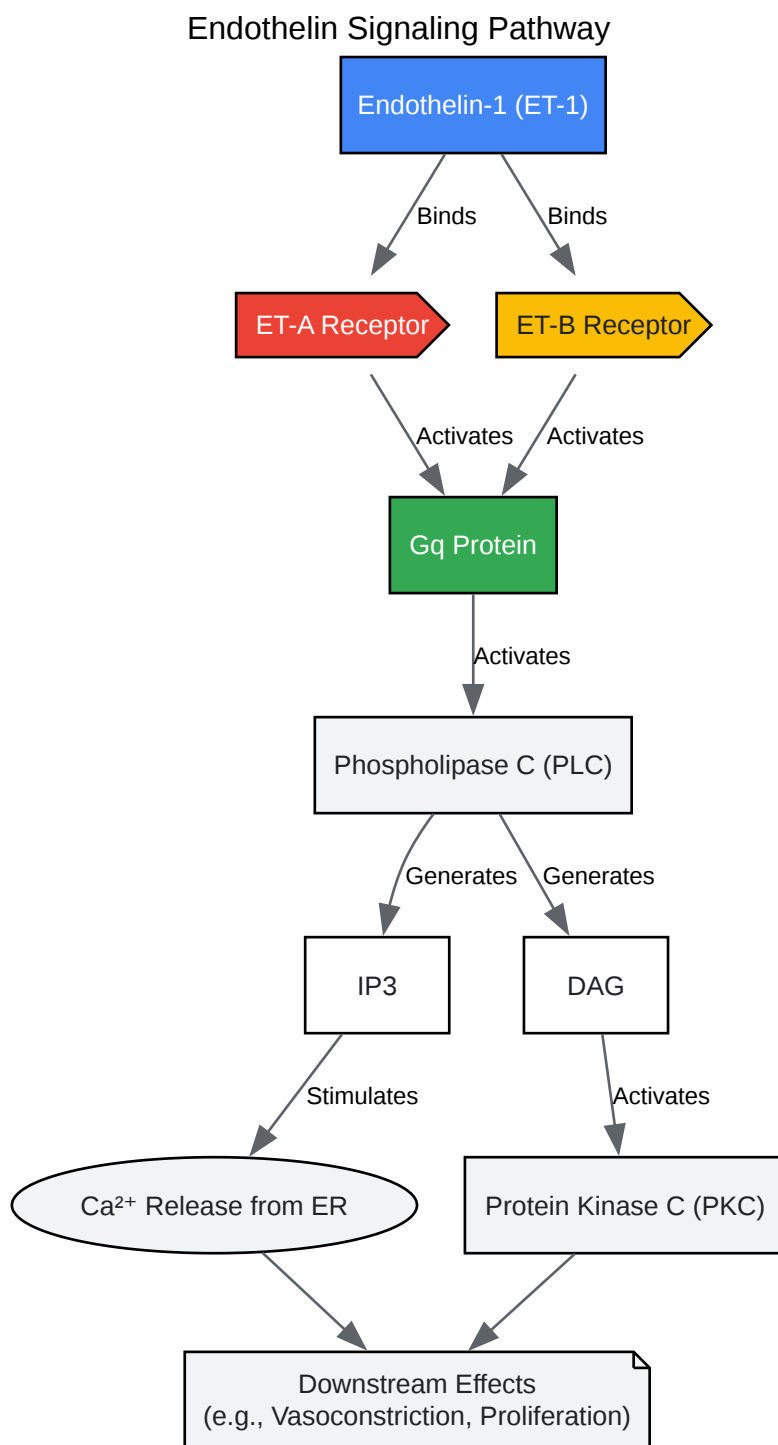 Endothelin Signaling Pathway
Endothelin-1 (ET-1)
Binds
Binds
ET-A Receptor
ET-B Receptor
Activates
Activates
Gq Protein
Activates
Phospholipase C (PLC)
Generates
Generates
IP3
DAG
Stimulates
Activates
Ca²⁺ Release from ER
Protein Kinase C (PKC)
Downstream Effects
(e.g., Vasoconstriction, Proliferation)